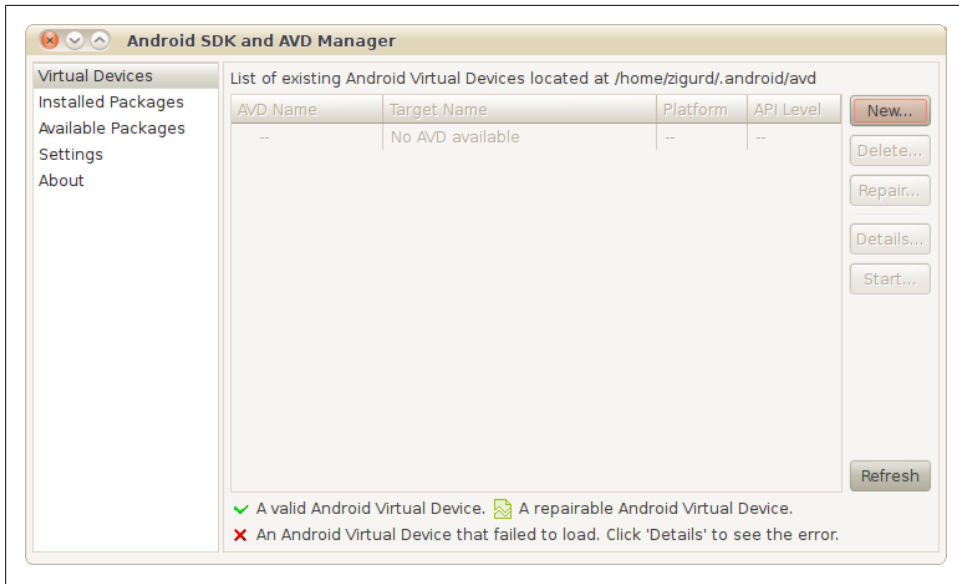 Android SDK and AVD Manager
Virtual Devices
Installed Packages
Available Packages
Settings
About
List of existing Android Virtual Devices located at /home/zigurd/.android/avd
AVD Name Target Name Platform API Level
-- No AVD available -- --
New...
Delete...
Repair...
Details...
Start...
Refresh
A valid Android Virtual Device. A repairable Android Virtual Device.
An Android Virtual Device that failed to load. Click 'Details' to see the error.